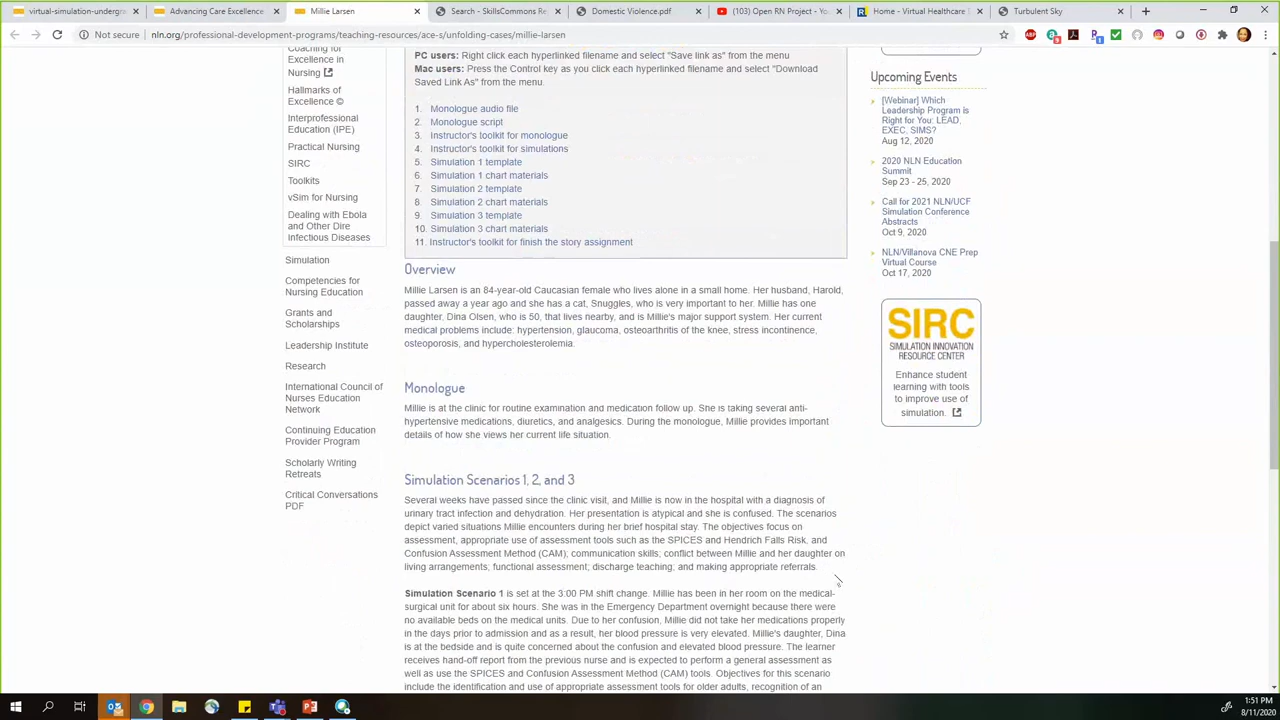 virtual-simulation-undergr
Advancing Care Excellence
Millie Larsen
Search - SkillsCommons Re
Domestic Violence.pdf
(103) Open RN Project - Yo
Home - Virtual Healthcare
Turbulent Sky
Not secure
nln.org/professional-development-programs/teaching-resources/ace-s/unfolding-cases/millie-larsen
Coaching for
Excellence in
Nursing
Hallmarks of
Excellence ©
Interprofessional
Education (IPE)
Practical Nursing
SIRC
Toolkits
vSim for Nursing
Dealing with Ebola
and Other Dire
Infectious Diseases
Simulation
Competencies for
Nursing Education
Grants and
Scholarships
Leadership Institute
Research
International Council of
Nurses Education
Network
Continuing Education
Provider Program
Scholarly Writing
Retreats
Critical Conversations
PDF
PC users: Right click each hyperlinked filename and select "Save link as" from the menu
Mac users: Press the Control key as you click each hyperlinked filename and select "Download
Saved Link As" from the menu.
1. Monologue audio file
2. Monologue script
3. Instructor's toolkit for monologue
4. Instructor's toolkit for simulations
5. Simulation 1 template
6. Simulation 1 chart materials
7. Simulation 2 template
8. Simulation 2 chart materials
9. Simulation 3 template
10. Simulation 3 chart materials
11. Instructor's toolkit for finish the story assignment
Overview
Millie Larsen is an 84-year-old Caucasian female who lives alone in a small home. Her husband, Harold,
passed away a year ago and she has a cat, Snuggles, who is very important to her. Millie has one
daughter, Dina Olsen, who is 50, that lives nearby, and is Millie's major support system. Her current
medical problems include: hypertension, glaucoma, osteoarthritis of the knee, stress incontinence,
osteoporosis, and hypercholesterolemia.
Monologue
Millie is at the clinic for routine examination and medication follow up. She is taking several anti-
hypertensive medications, diuretics, and analgesics. During the monologue, Millie provides important
details of how she views her current life situation.
Simulation Scenarios 1, 2, and 3
Several weeks have passed since the clinic visit, and Millie is now in the hospital with a diagnosis of
urinary tract infection and dehydration. Her presentation is atypical and she is confused. The scenarios
depict varied situations Millie encounters during her brief hospital stay. The objectives focus on
assessment, appropriate use of assessment tools such as the SPICES and Hendrich Falls Risk, and
Confusion Assessment Method (CAM); communication skills; conflict between Millie and her daughter on
living arrangements; functional assessment; discharge teaching; and making appropriate referrals.
Simulation Scenario 1 is set at the 3:00 PM shift change. Millie has been in her room on the medical-
surgical unit for about six hours. She was in the Emergency Department overnight because there were
no available beds on the medical units. Due to her confusion, Millie did not take her medications properly
in the days prior to admission and as a result, her blood pressure is very elevated. Millie's daughter, Dina
is at the bedside and is quite concerned about the confusion and elevated blood pressure. The learner
receives hand-off report from the previous nurse and is expected to perform a general assessment as
well as use the SPICES and Confusion Assessment Method (CAM) tools. Objectives for this scenario
include the identification and use of appropriate assessment tools for older adults, recognition of an
Upcoming Events
[Webinar] Which
Leadership Program is
Right for You: LEAD,
EXEC, SIMS?
Aug 12, 2020
2020 NLN Education
Summit
Sep 23 - 25, 2020
Call for 2021 NLN/UCF
Simulation Conference
Abstracts
Oct 9, 2020
NLN/Villanova CNE Prep
Virtual Course
Oct 17, 2020
SIRC
SIMULATION INNOVATION
RESOURCE CENTER
Enhance student
learning with tools
to improve use of
simulation.
1:51 PM
8/11/2020